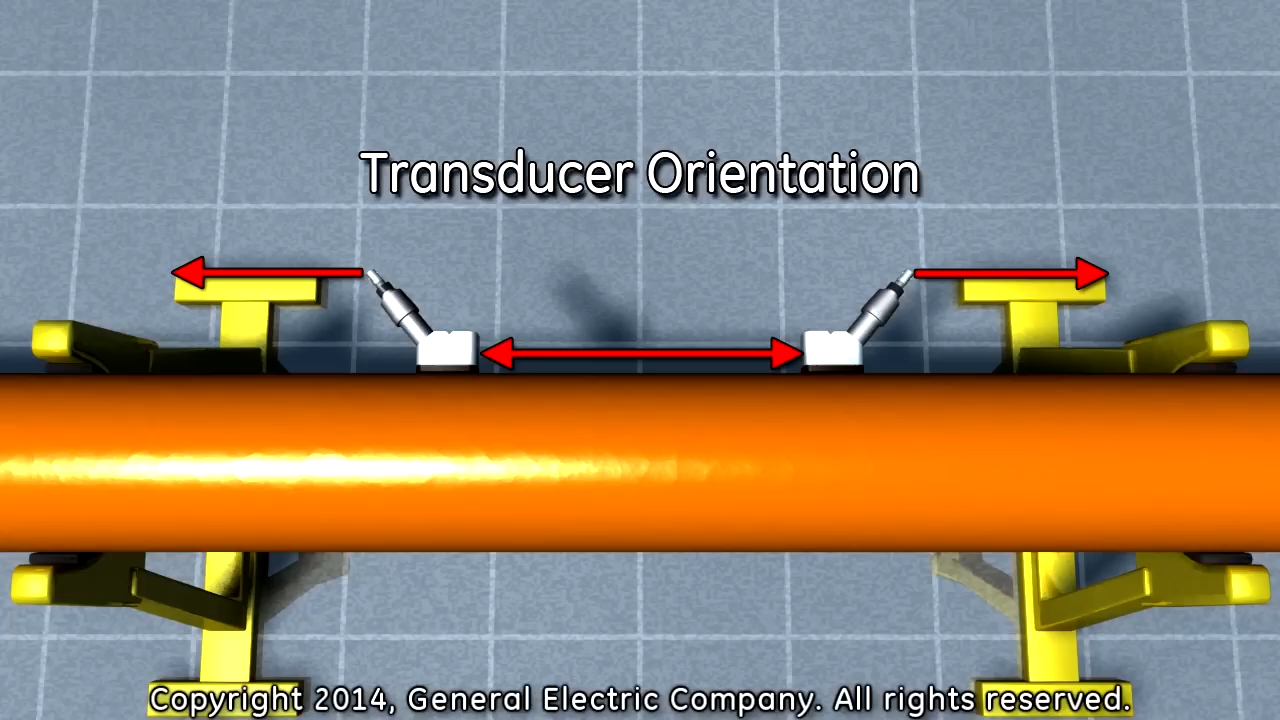 Transducer Orientation
Copyright 2014, General Electric Company. All rights reserved.